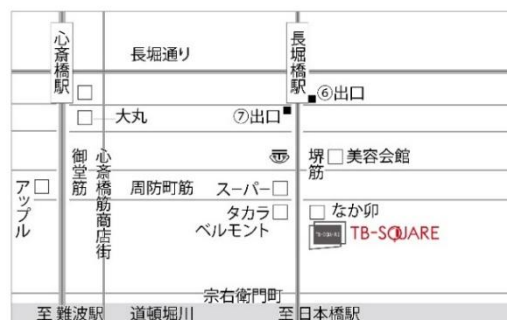 心斎橋駅
長堀通り
長堀橋駅
⑥出口
大丸
⑦出口
御堂筋
心斎橋筋商店街
堺筋
美容会館
アップル
周防町筋
スーパー
タカラ
ベルモント
なか卯
TB-SQUARE
TB-SQUARE
宗右衛門町
至 難波駅
道頓堀川
至 日本橋駅